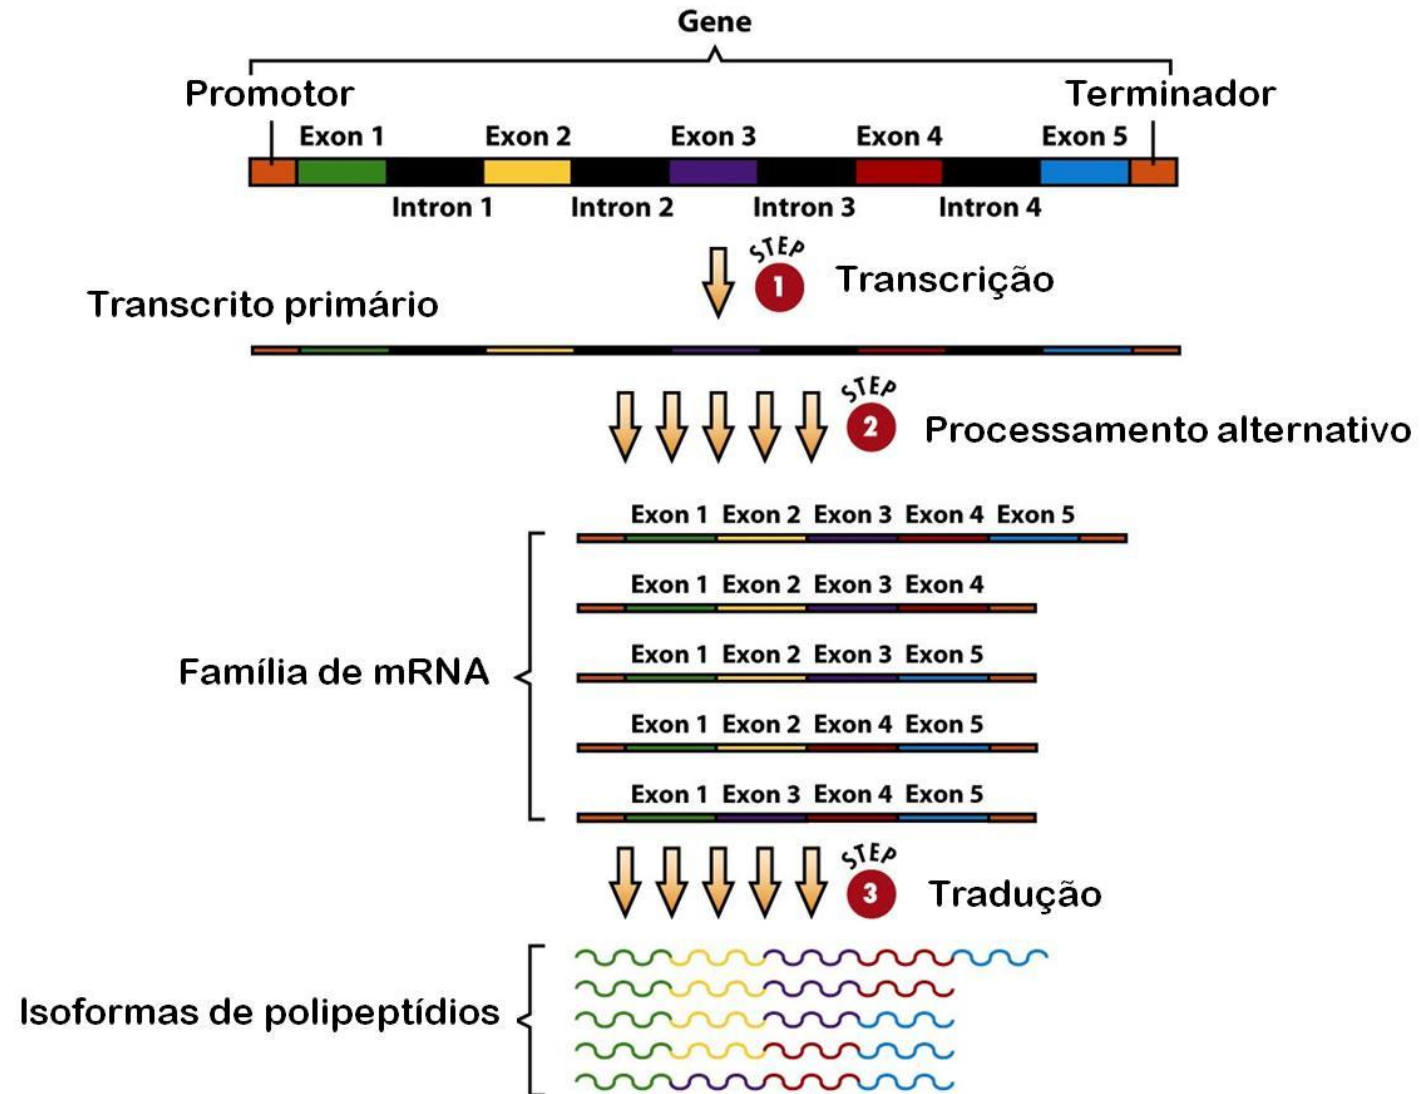 Gene
Promotor
Terminador
Exon 1 Exon 2 Exon 3 Exon 4 Exon 5
Intron 1 Intron 2 Intron 3 Intron 4
STEP 1 Transcrição
Transcrito primário
STEP 2 Processamento alternativo
Exon 1 Exon 2 Exon 3 Exon 4 Exon 5
Exon 1 Exon 2 Exon 3 Exon 4
Exon 1 Exon 2 Exon 3 Exon 5
Família de mRNA
Exon 1 Exon 2 Exon 4 Exon 5
Exon 1 Exon 3 Exon 4 Exon 5
STEP 3 Tradução
Isoformas de polipeptídios